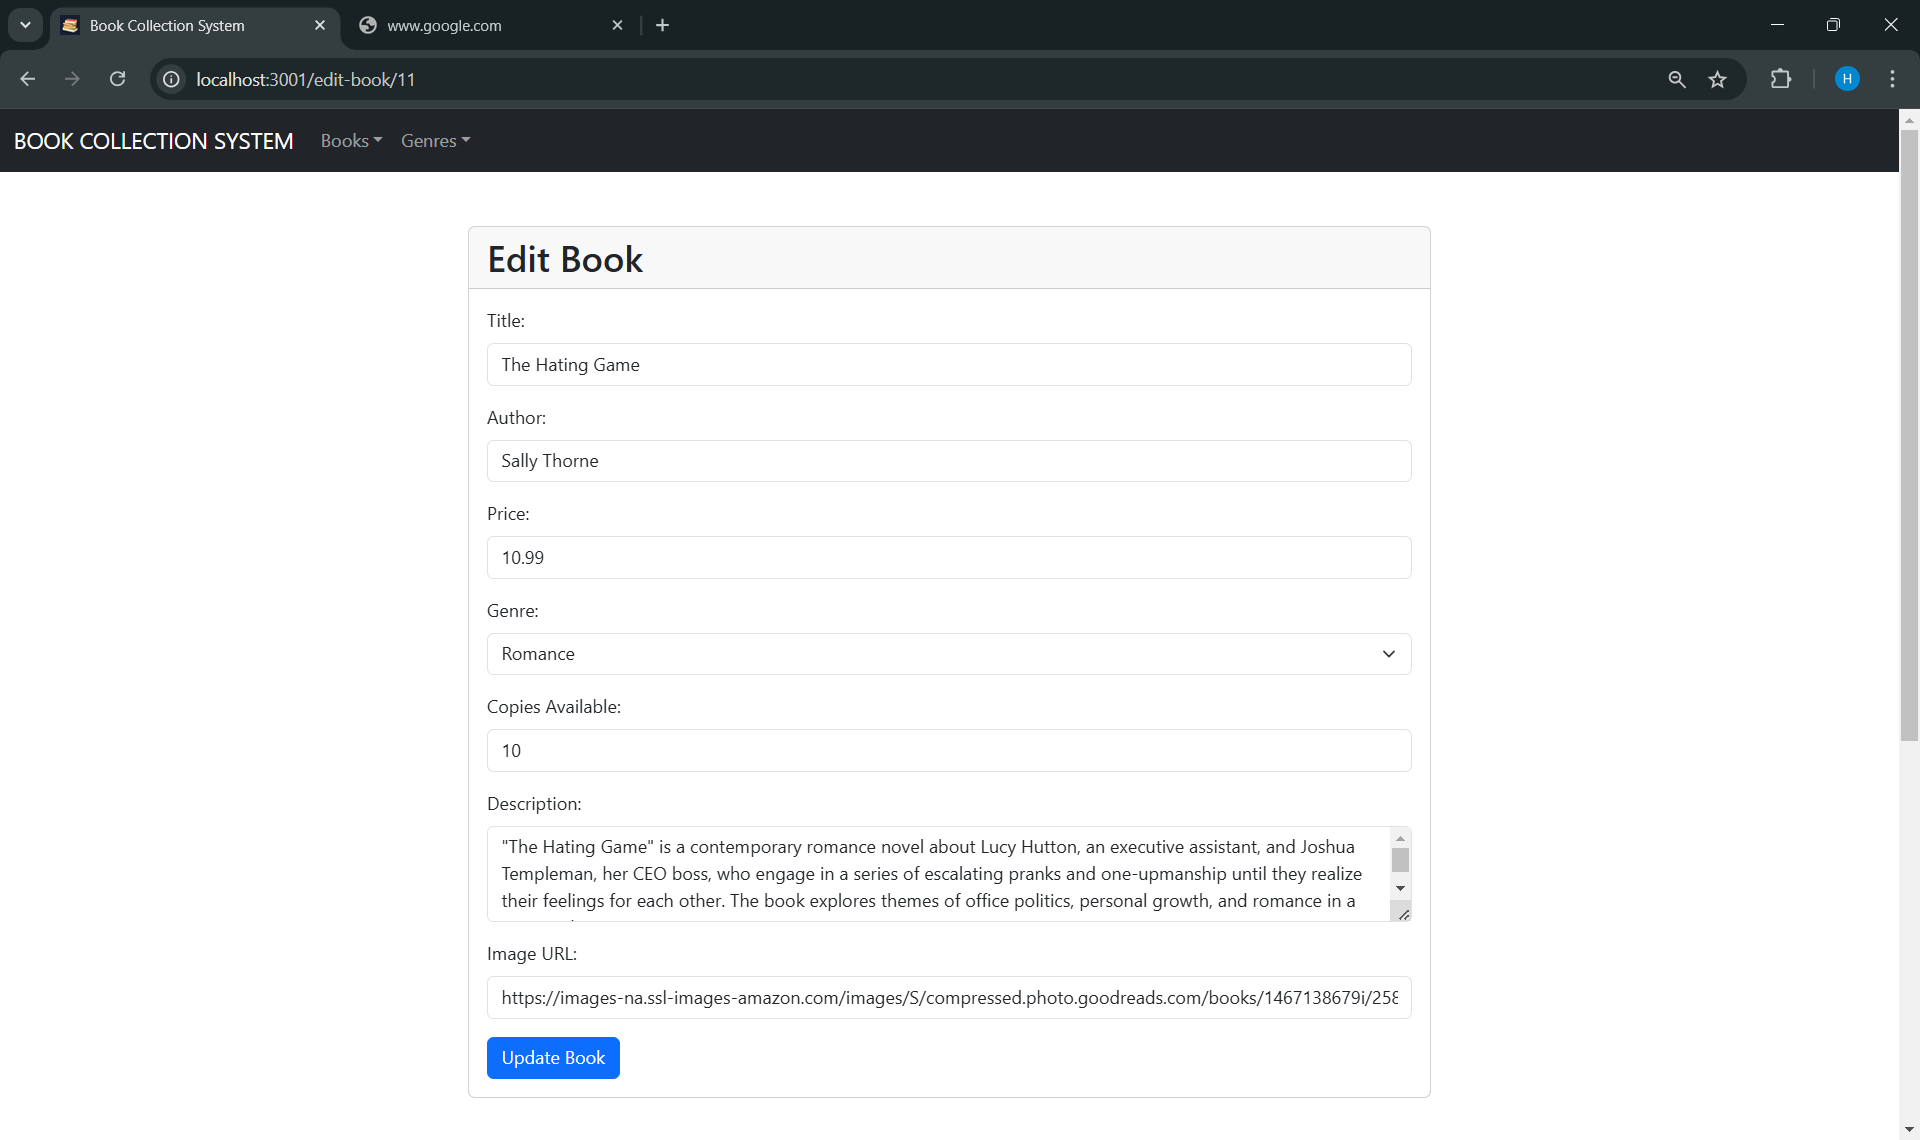 Book Collection System
www.google.com
localhost:3001/edit-book/11
H
BOOK COLLECTION SYSTEM
Books
Genres
Edit Book
Title:
The Hating Game
Author:
Sally Thorne
Price:
10.99
Genre:
Romance
Copies Available:
10
Description:
"The Hating Game" is a contemporary romance novel about Lucy Hutton, an executive assistant, and Joshua
Templeman, her CEO boss, who engage in a series of escalating pranks and one-upmanship until they realize
their feelings for each other. The book explores themes of office politics, personal growth, and romance in a
Image URL:
https://images-na.ssl-images-amazon.com/images/S/compressed.photo.goodreads.com/books/1467138679i/258
Update Book